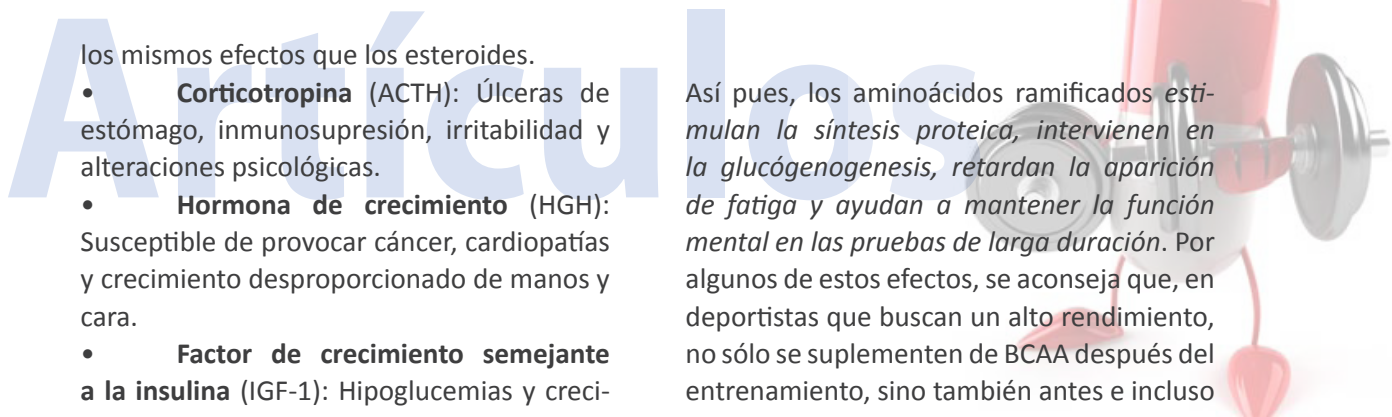 Artículos
los mismos efectos que los esteroides.
• Corticotropina (ACTH): Úlceras de
estómago, inmunosupresión, irritabilidad y
alteraciones psicológicas.
• Hormona de crecimiento (HGH):
Susceptible de provocar cáncer, cardiopatías
y crecimiento desproporcionado de manos y
cara.
• Factor de crecimiento semejante
a la insulina (IGF-1): Hipoglucemias y creci-
Así pues, los aminoácidos ramificados esti-
mulan la síntesis proteica, intervienen en
la glucógenogenesis, retardan la aparición
de fatiga y ayudan a mantener la función
mental en las pruebas de larga duración. Por
algunos de estos efectos, se aconseja que, en
deportistas que buscan un alto rendimiento,
no sólo se suplementen de BCAA después del
entrenamiento, sino también antes e incluso